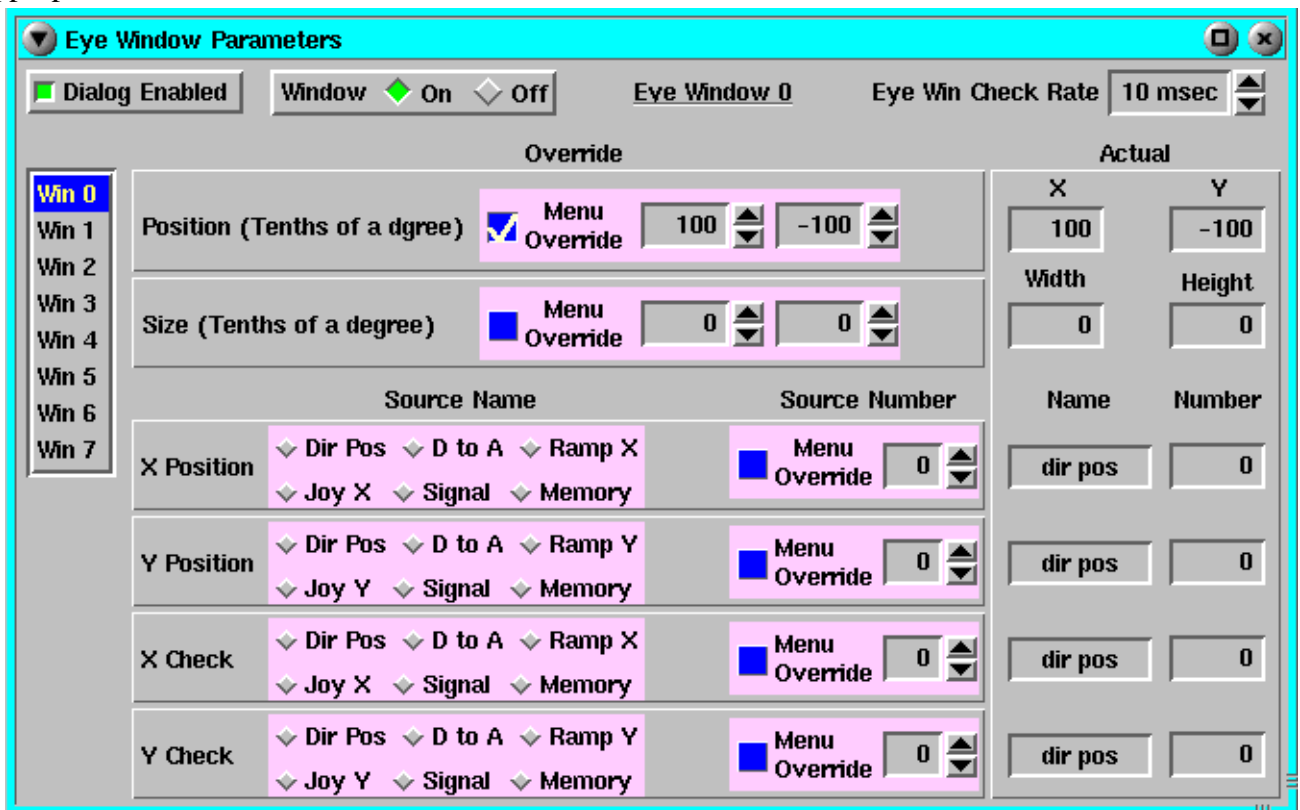 Eye Window Parameters
Dialog Enabled Window On Off Eye Window 0 Eye Win Check Rate 10 msec
Override Actual
Win 0
Win 1
Win 2
Win 3
Win 4
Win 5
Win 6
Win 7
Position (Tenths of a dgree) Menu Override 100 -100
X Y
100 -100
Size (Tenths of a degree) Menu Override 0 0
Width Height
0 0
Source Name Source Number Name Number
X Position Dir Pos D to A Ramp X
Joy X Signal Memory
Menu Override 0 dir pos 0
Y Position Dir Pos D to A Ramp Y
Joy Y Signal Memory
Menu Override 0 dir pos 0
X Check Dir Pos D to A Ramp X
Joy X Signal Memory
Menu Override 0 dir pos 0
Y Check Dir Pos D to A Ramp Y
Joy Y Signal Memory
Menu Override 0 dir pos 0